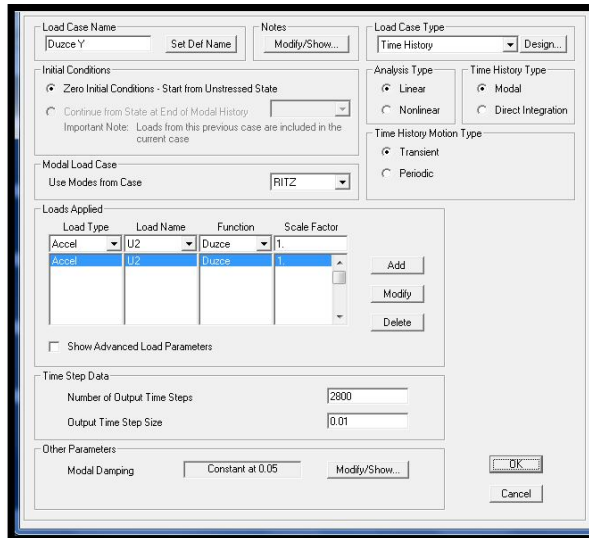 Load Case Name
Duzce Y
Set Def Name
Notes
Modify/Show...
Load Case Type
Time History
Design...
Initial Conditions
Zero Initial Conditions - Start from Unstressed State
Continue from State at End of Modal History
Important Note: Loads from this previous case are included in the
current case
Analysis Type
Linear
Nonlinear
Time History Type
Modal
Direct Integration
Time History Motion Type
Transient
Periodic
Modal Load Case
Use Modes from Case
RITZ
Loads Applied
Load Type Load Name Function Scale Factor
Accel U2 Duzce 1.
Accel U2 Duzce 1.
Add
Modify
Delete
Show Advanced Load Parameters
Time Step Data
Number of Output Time Steps 2800
Output Time Step Size 0.01
Other Parameters
Modal Damping Constant at 0.05 Modify/Show...
OK
Cancel